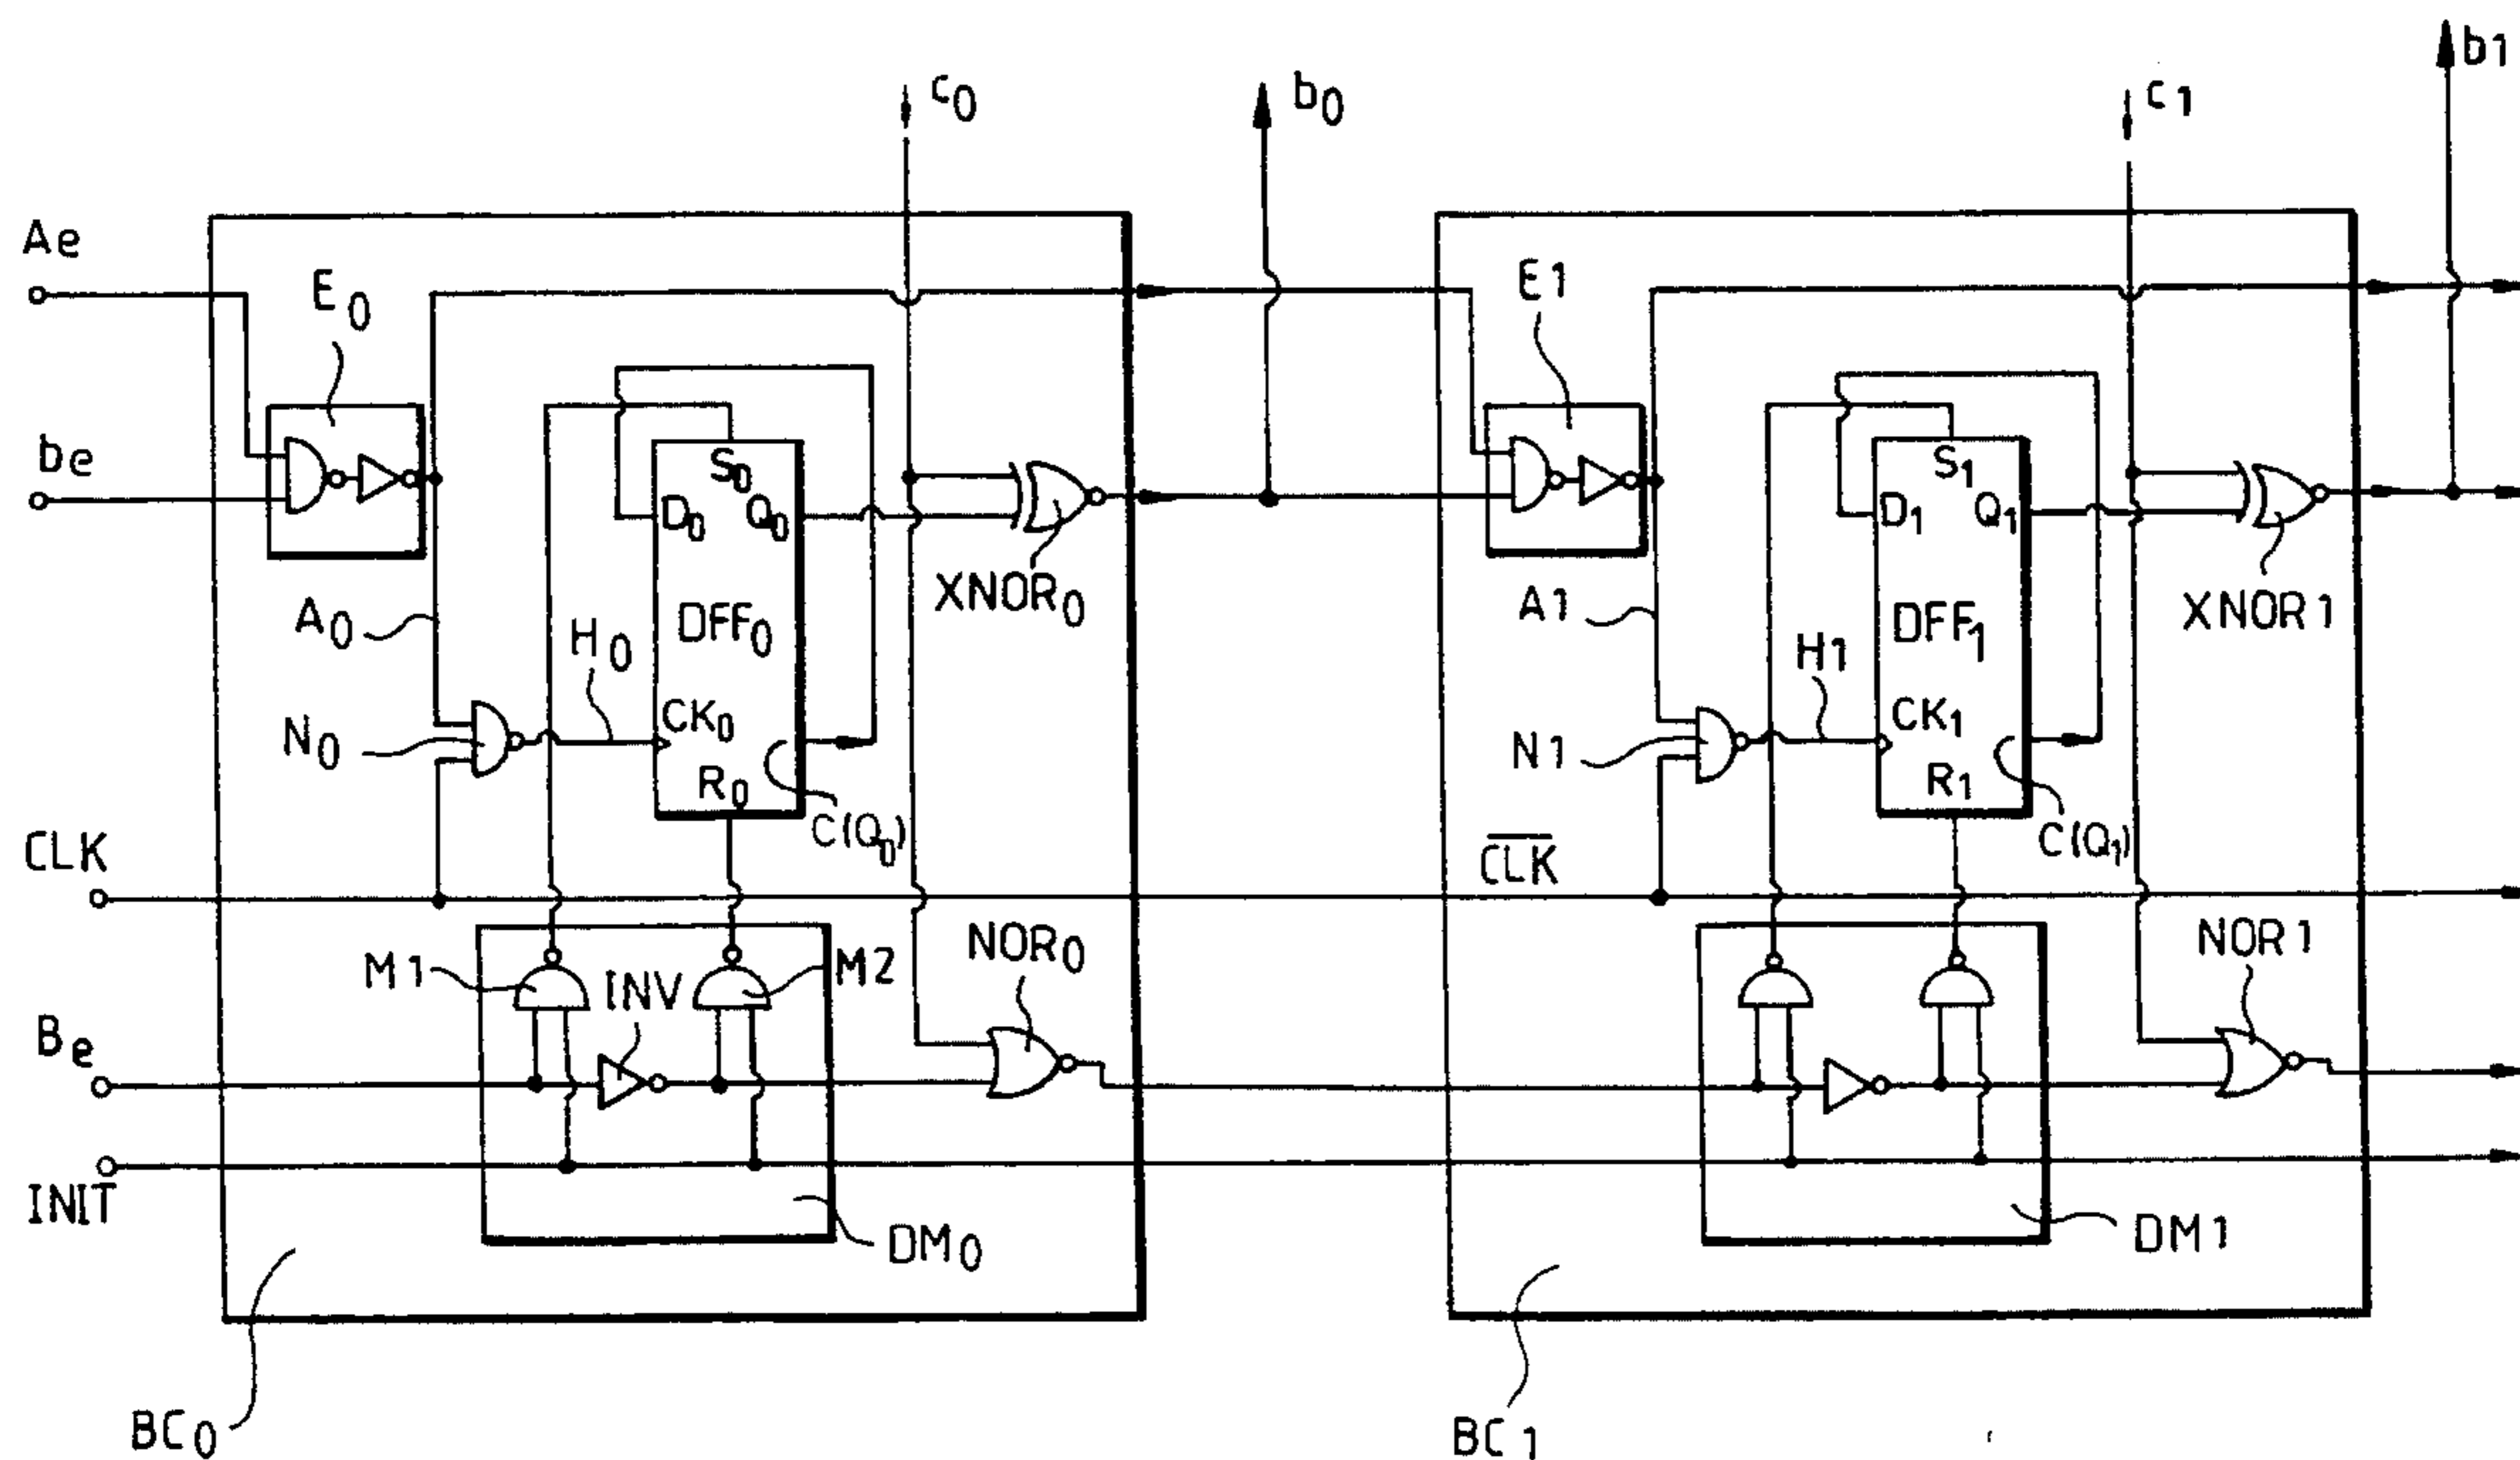 b1
c0
b0
c1
Ae
E0
E1
be
S0
S1
D0
Q0
D1
Q1
XNOR0
XNOR1
A0
A1
H0
DFF0
H1
DFF1
N0
CK0
N1
CK1
R0
R1
C(Q0)
C(Q1)
CLK
C̅L̅K̅
M1
INV
M2
NOR0
NOR1
Be
INIT
DM0
DM1
BC0
BC1